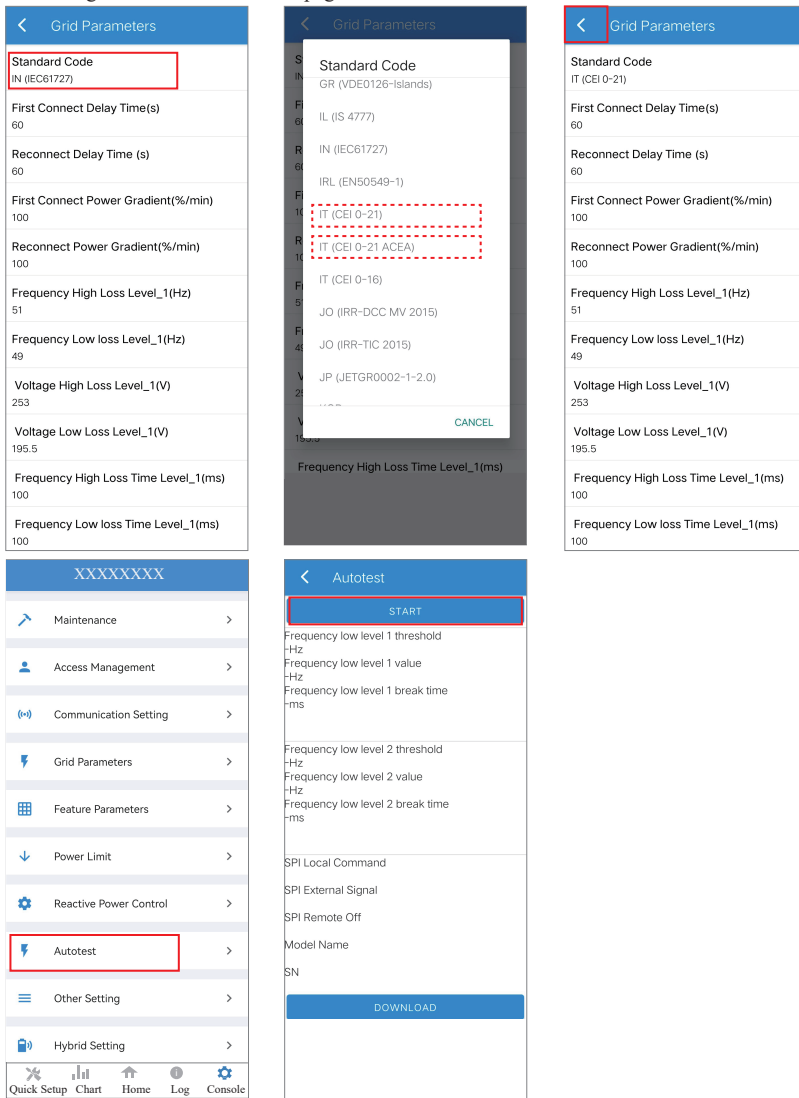 Grid Parameters
Standard Code
IN (IEC61727)
First Connect Delay Time(s)
60
Reconnect Delay Time (s)
60
First Connect Power Gradient(%/min)
100
Reconnect Power Gradient(%/min)
100
Frequency High Loss Level_1(Hz)
51
Frequency Low loss Level_1(Hz)
49
Voltage High Loss Level_1(V)
253
Voltage Low Loss Level_1(V)
195.5
Frequency High Loss Time Level_1(ms)
100
Frequency Low loss Time Level_1(ms)
100
Grid Parameters
Standard Code
GR (VDE0126-Islands)
IL (IS 4777)
IN (IEC61727)
IRL (EN50549-1)
IT (CEI 0-21)
IT (CEI 0-21 ACEA)
IT (CEI 0-16)
JO (IRR-DCC MV 2015)
JO (IRR-TIC 2015)
JP (JETGR0002-1-2.0)
CANCEL
195.5
Frequency High Loss Time Level_1(ms)
Grid Parameters
Standard Code
IT (CEI 0-21)
First Connect Delay Time(s)
60
Reconnect Delay Time (s)
60
First Connect Power Gradient(%/min)
100
Reconnect Power Gradient(%/min)
100
Frequency High Loss Level_1(Hz)
51
Frequency Low loss Level_1(Hz)
49
Voltage High Loss Level_1(V)
253
Voltage Low Loss Level_1(V)
195.5
Frequency High Loss Time Level_1(ms)
100
Frequency Low loss Time Level_1(ms)
100
XXXXXXXX
Maintenance
Access Management
Communication Setting
Grid Parameters
Feature Parameters
Power Limit
Reactive Power Control
Autotest
Other Setting
Hybrid Setting
Quick Setup Chart Home Log Console
Autotest
START
Frequency low level 1 threshold
-Hz
Frequency low level 1 value
-Hz
Frequency low level 1 break time
-ms
Frequency low level 2 threshold
-Hz
Frequency low level 2 value
-Hz
Frequency low level 2 break time
-ms
SPI Local Command
SPI External Signal
SPI Remote Off
Model Name
SN
DOWNLOAD